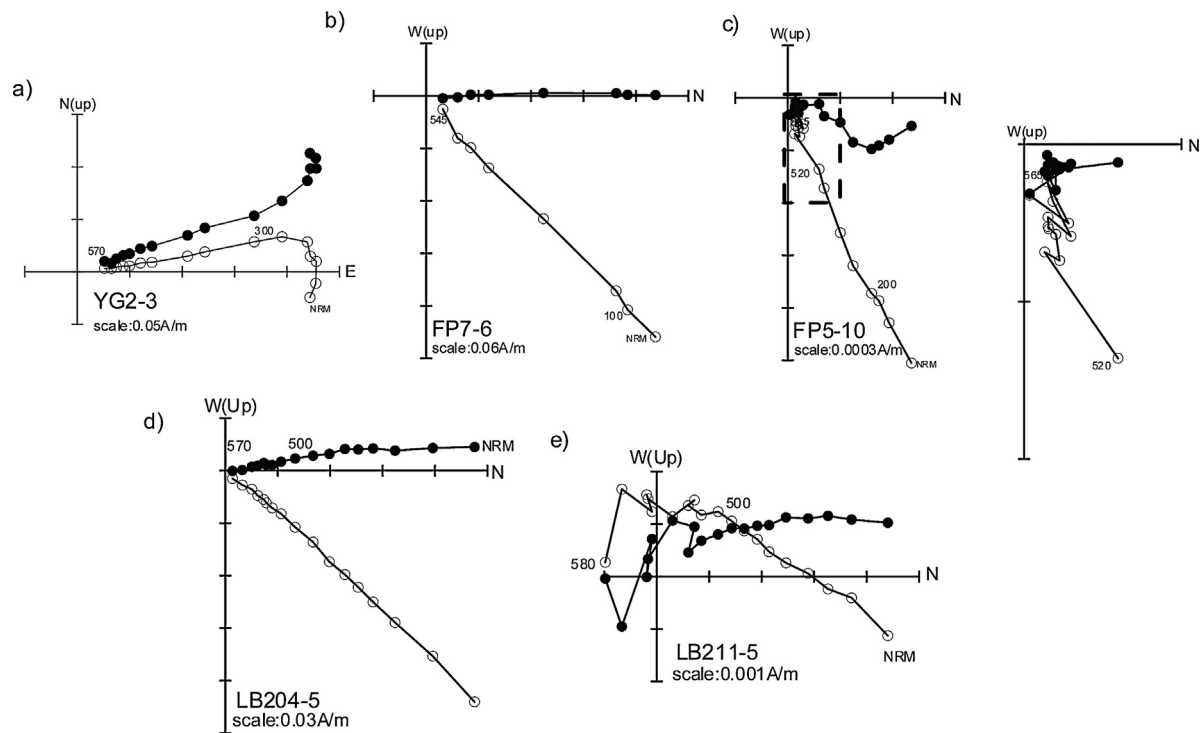 a)
N(up)
570
300
E
NRM
YG2-3
scale:0.05A/m
b)
W(up)
N
545
100
NRM
FP7-6
scale:0.06A/m
c)
W(up)
N
520
200
NRM
FP5-10
scale:0.0003A/m
W(up)
N
565
520
d)
W(Up)
570
500
NRM
N
LB204-5
scale:0.03A/m
e)
W(Up)
500
580
N
NRM
LB211-5
scale:0.001A/m